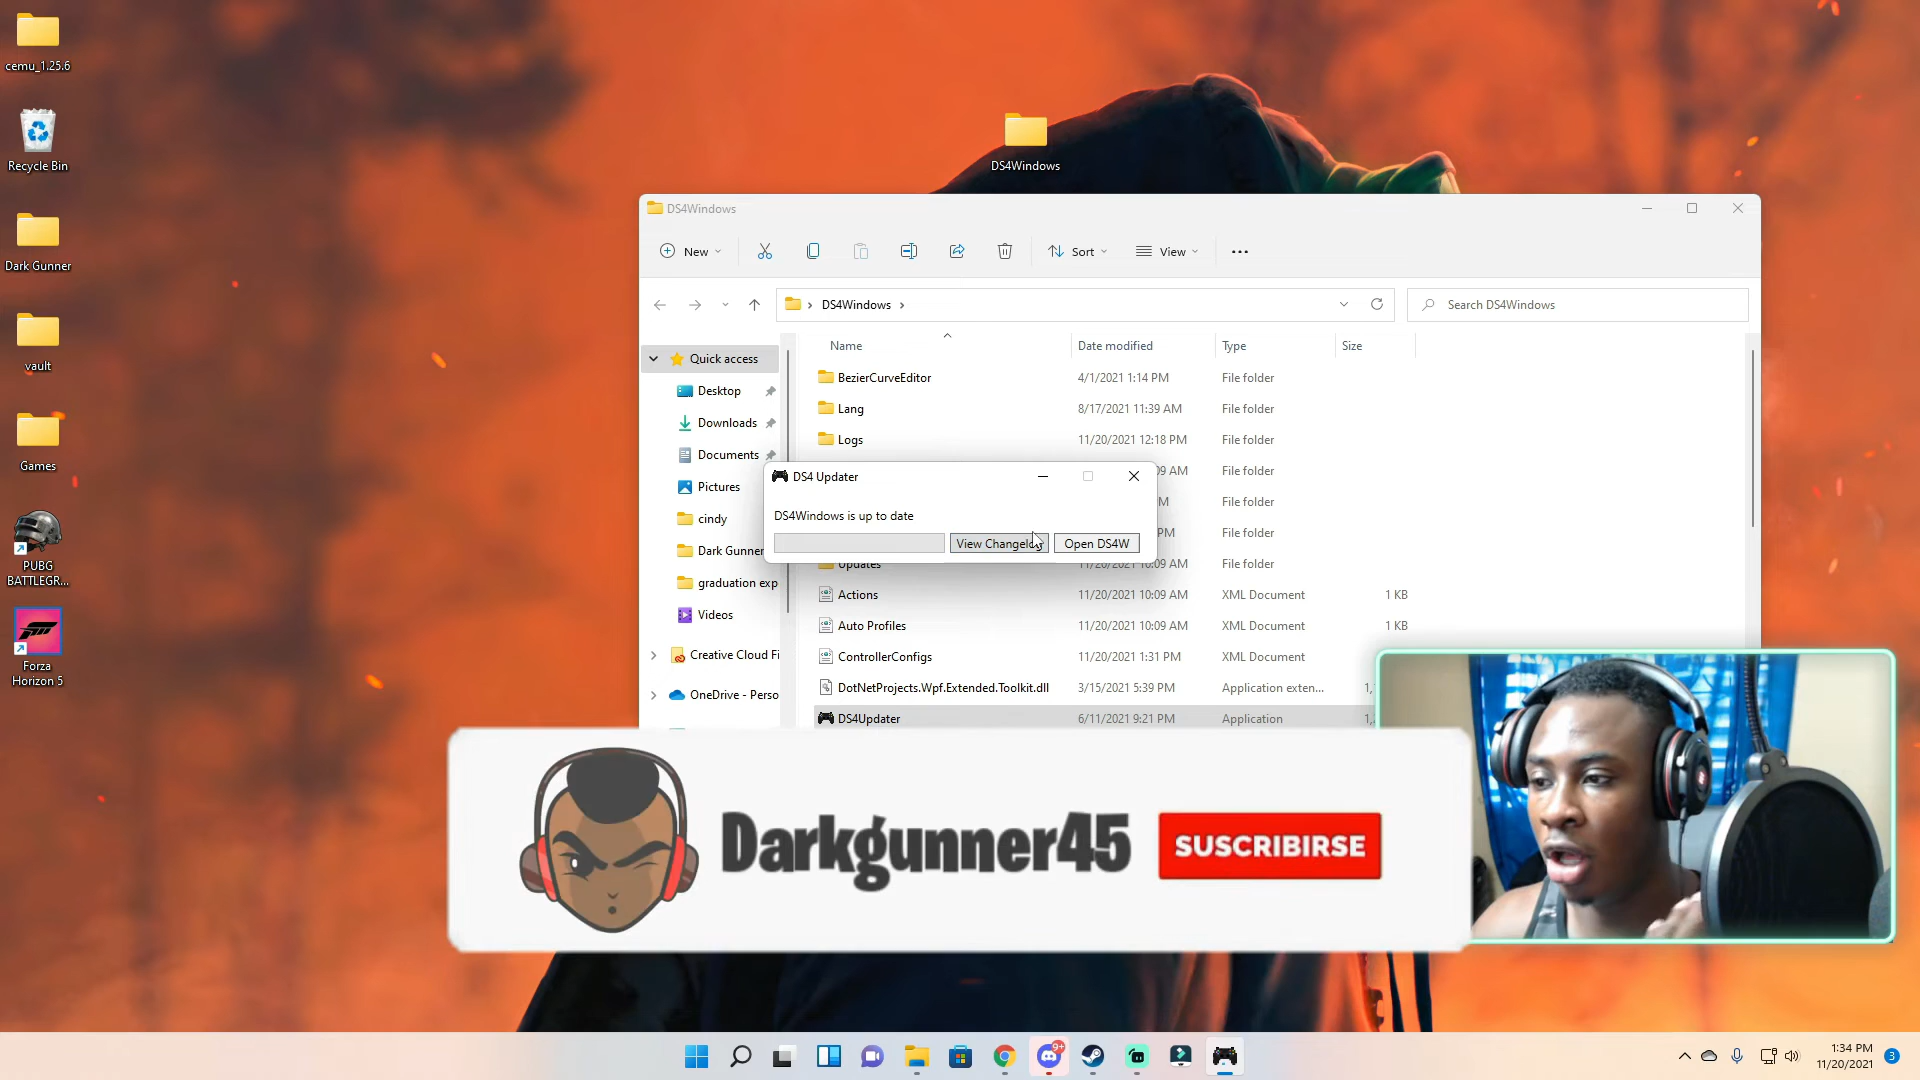 cemu_1.25.6
Recycle Bin
Dark Gunner
vault
Games
PUBG
BATTLEGR...
Forza
Horizon 5
DS4Windows
DS4Windows
New
Sort
View
DS4Windows
Search DS4Windows
Name
Date modified
Type
Size
Quick access
Desktop
Downloads
Documents
Pictures
cindy
Dark Gunner
graduation exp
Videos
Creative Cloud Fi
OneDrive - Perso
BezierCurveEditor 4/1/2021 1:14 PM File folder
Lang 8/17/2021 11:39 AM File folder
Logs 11/20/2021 12:18 PM File folder
09 AM File folder
PM File folder
PM File folder
Updates 11/20/2021 10:09 AM File folder
Actions 11/20/2021 10:09 AM XML Document 1 KB
Auto Profiles 11/20/2021 10:09 AM XML Document 1 KB
ControllerConfigs 11/20/2021 1:31 PM XML Document
DotNetProjects.Wpf.Extended.Toolkit.dll 3/15/2021 5:39 PM Application exten... 1,
DS4Updater 6/11/2021 9:21 PM Application 1,
DS4 Updater
DS4Windows is up to date
View Changelog
Open DS4W
Darkgunner45
SUSCRIBIRSE
9+
1:34 PM
11/20/2021
3